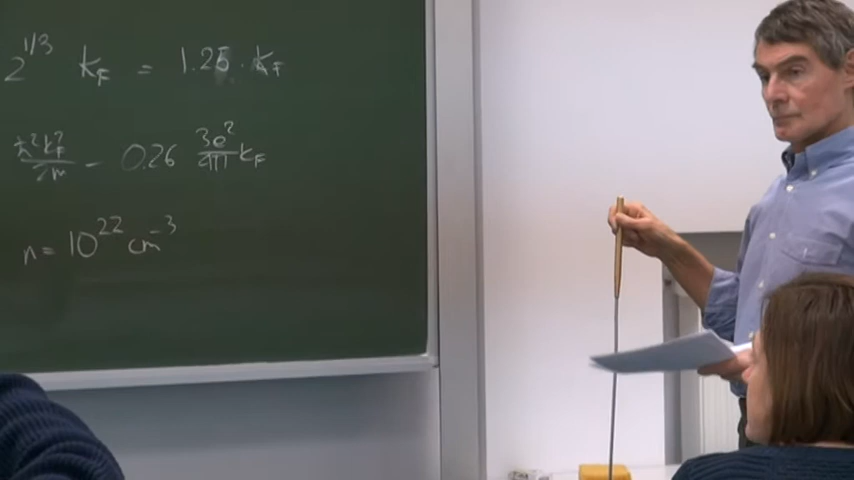 2^{1/3} k_F = 1.26 · k_F
ħ²k_F²/2m - 0.26 3e²/4π k_F
n = 10^{22} cm^{-3}